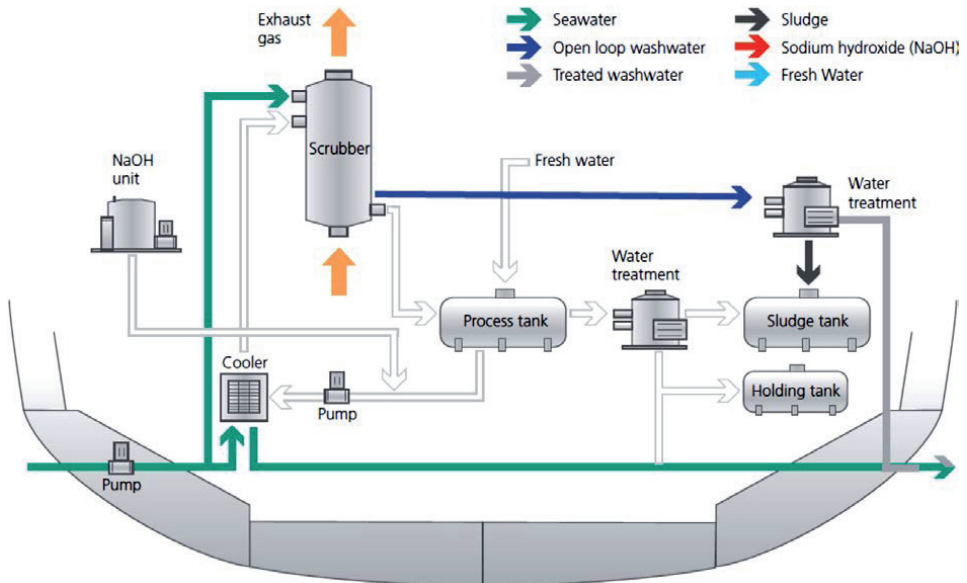 Exhaust
gas
Seawater
Open loop washwater
Treated washwater
Sludge
Sodium hydroxide (NaOH)
Fresh Water
Scrubber
NaOH
unit
Fresh water
Water
treatment
Water
treatment
Process tank
Sludge tank
Cooler
Holding tank
Pump
Pump